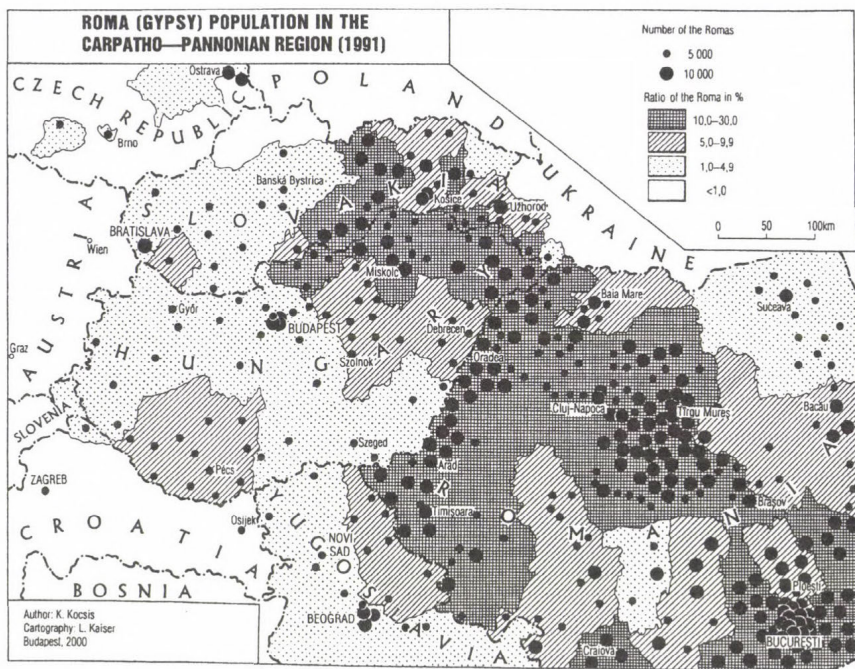 ROMA (GYPSY) POPULATION IN THE
CARPATHO—PANNONIAN REGION (1991)
Number of the Romas
5 000
10 000
Ratio of the Roma in %
10,0–30,0
5,0–9,9
1,0–4,9
<1,0
0 50 100km
CZECH REPUBLIC
POLAND
UKRAINE
SLOVAKIA
AUSTRIA
HUNGARY
SLOVENIA
CROATIA
BOSNIA
YUGOSLAVIA
ROMANIA
Ostrava
Brno
Banská Bystrica
Košice
Užhorod
BRATISLAVA
Wien
Miskolc
Győr
BUDAPEST
Baia Mare
Suceava
Debrecen
Graz
Szolnok
Oradea
Cluj-Napoca
Tîrgu Mureş
Bacău
Szeged
Pécs
Arad
ZAGREB
Timişoara
Braşov
Osijek
NOVI
SAD
Ploieşti
BEOGRAD
BUCUREŞTI
Craiova
Author: K. Kocsis
Cartography: L. Kaiser
Budapest, 2000